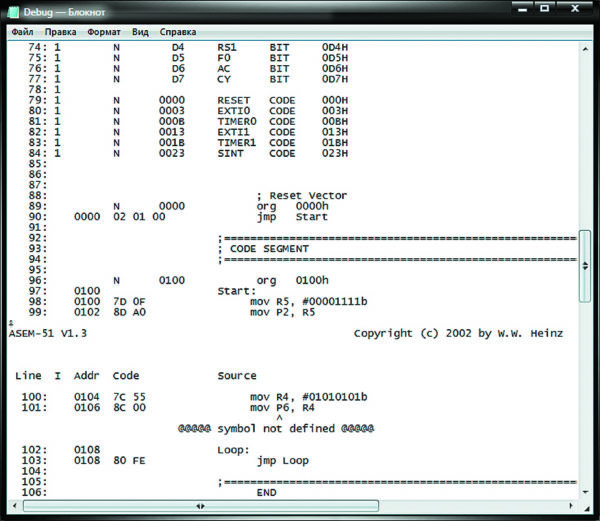 Debug — Блокнот
Файл Правка Формат Вид Справка
74: 1 N D4 RS1 BIT 0D4H
75: 1 N D5 F0 BIT 0D5H
76: 1 N D6 AC BIT 0D6H
77: 1 N D7 CY BIT 0D7H
78: 1
79: 1 N 0000 RESET CODE 000H
80: 1 N 0003 EXTI0 CODE 003H
81: 1 N 000B TIMER0 CODE 00BH
82: 1 N 0013 EXTI1 CODE 013H
83: 1 N 001B TIMER1 CODE 01BH
84: 1 N 0023 SINT CODE 023H
85:
86:
87:
88: ; Reset Vector
89: N 0000 org 0000h
90: 0000 02 01 00 jmp Start
91:
92: ;====================================================
93: ; CODE SEGMENT
94: ;====================================================
95:
96: N 0100 org 0100h
97: 0100 Start:
98: 0100 7D 0F mov R5, #00001111b
99: 0102 8D A0 mov P2, R5
ASEM-51 V1.3 Copyright (c) 2002 by W.W. Heinz
Line I Addr Code Source
100: 0104 7C 55 mov R4, #01010101b
101: 0106 8C 00 mov P6, R4
^
@@@@@ symbol not defined @@@@@
102: 0108 Loop:
103: 0108 80 FE jmp Loop
104:
105: ;====================================================
106: END